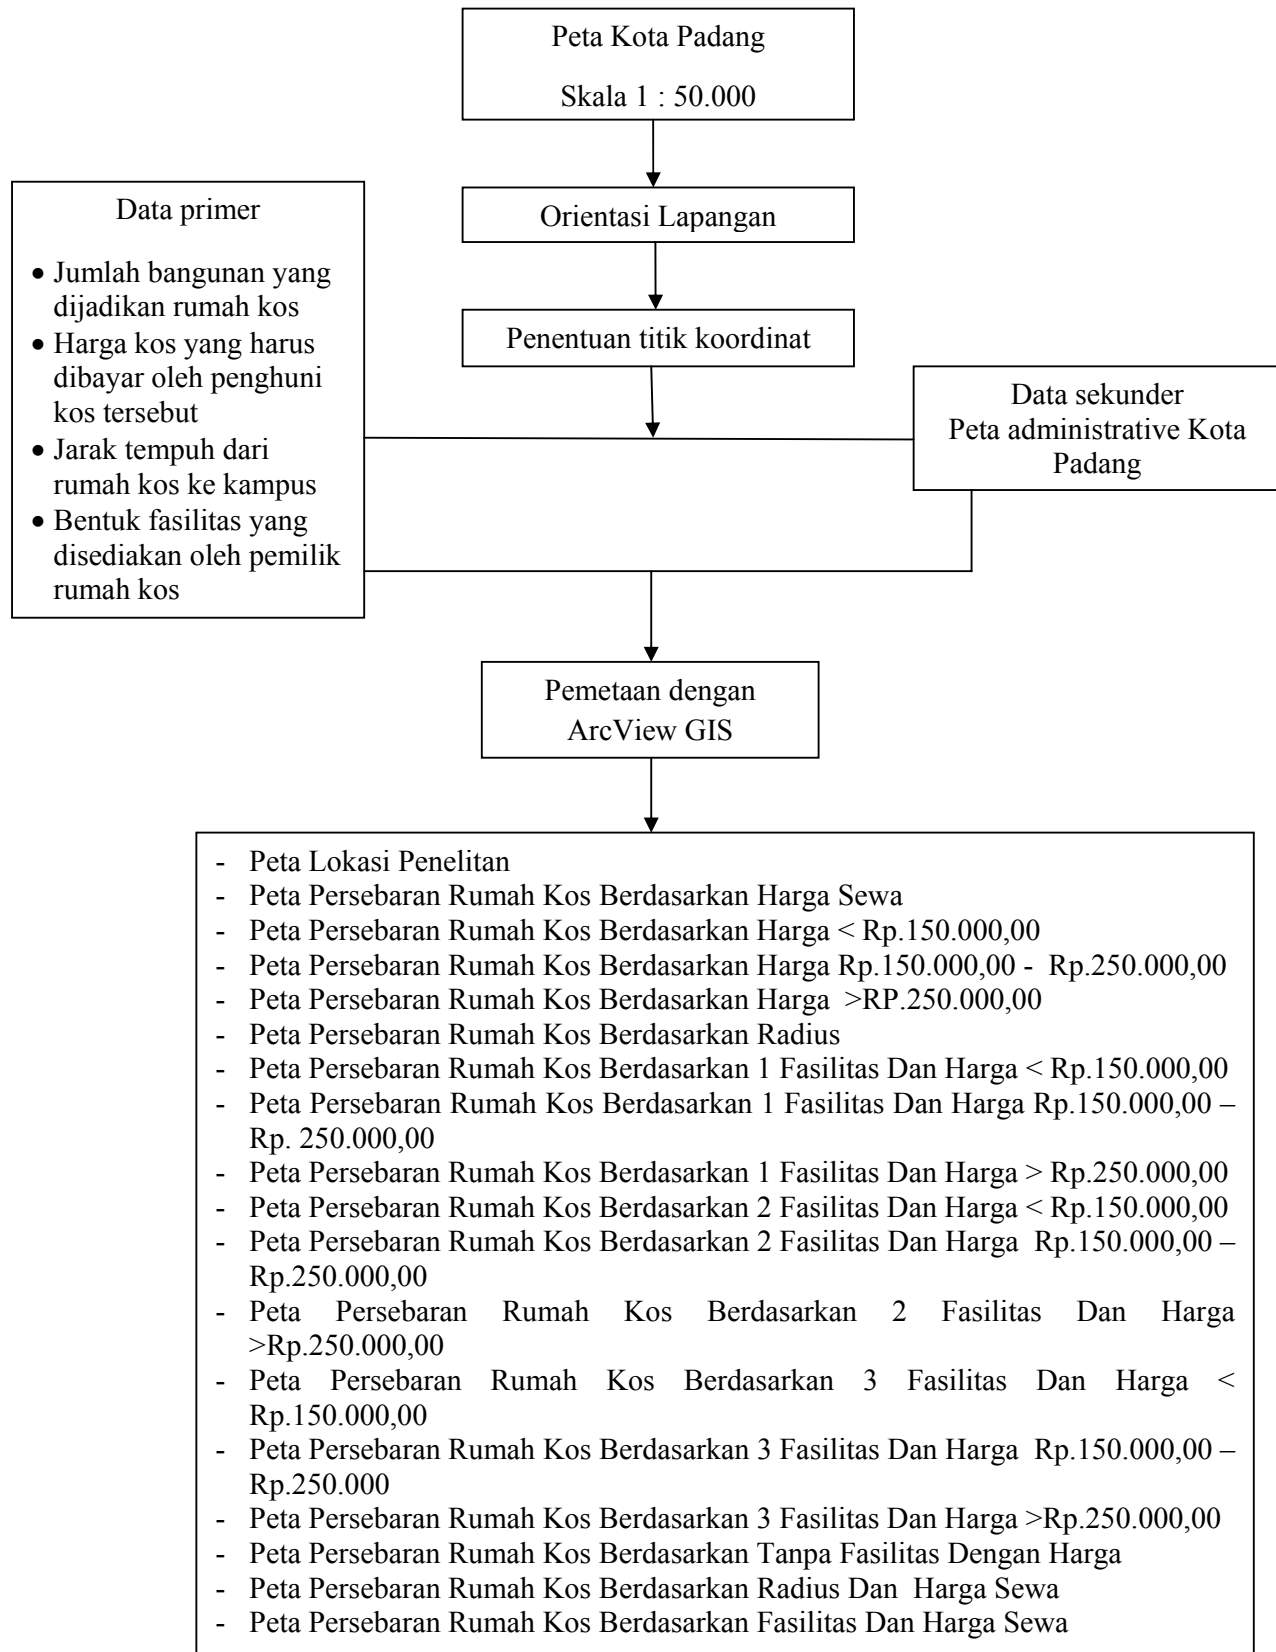 Peta Kota Padang
Skala 1 : 50.000
Orientasi Lapangan
Penentuan titik koordinat
Data primer
• Jumlah bangunan yang
dijadikan rumah kos
• Harga kos yang harus
dibayar oleh penghuni
kos tersebut
• Jarak tempuh dari
rumah kos ke kampus
• Bentuk fasilitas yang
disediakan oleh pemilik
rumah kos
Data sekunder
Peta administrative Kota
Padang
Pemetaan dengan
ArcView GIS
- Peta Lokasi Penelitan
- Peta Persebaran Rumah Kos Berdasarkan Harga Sewa
- Peta Persebaran Rumah Kos Berdasarkan Harga < Rp.150.000,00
- Peta Persebaran Rumah Kos Berdasarkan Harga Rp.150.000,00 - Rp.250.000,00
- Peta Persebaran Rumah Kos Berdasarkan Harga >RP.250.000,00
- Peta Persebaran Rumah Kos Berdasarkan Radius
- Peta Persebaran Rumah Kos Berdasarkan 1 Fasilitas Dan Harga < Rp.150.000,00
- Peta Persebaran Rumah Kos Berdasarkan 1 Fasilitas Dan Harga Rp.150.000,00 –
Rp. 250.000,00
- Peta Persebaran Rumah Kos Berdasarkan 1 Fasilitas Dan Harga > Rp.250.000,00
- Peta Persebaran Rumah Kos Berdasarkan 2 Fasilitas Dan Harga < Rp.150.000,00
- Peta Persebaran Rumah Kos Berdasarkan 2 Fasilitas Dan Harga Rp.150.000,00 –
Rp.250.000,00
- Peta Persebaran Rumah Kos Berdasarkan 2 Fasilitas Dan Harga
>Rp.250.000,00
- Peta Persebaran Rumah Kos Berdasarkan 3 Fasilitas Dan Harga <
Rp.150.000,00
- Peta Persebaran Rumah Kos Berdasarkan 3 Fasilitas Dan Harga Rp.150.000,00 –
Rp.250.000
- Peta Persebaran Rumah Kos Berdasarkan 3 Fasilitas Dan Harga >Rp.250.000,00
- Peta Persebaran Rumah Kos Berdasarkan Tanpa Fasilitas Dengan Harga
- Peta Persebaran Rumah Kos Berdasarkan Radius Dan Harga Sewa
- Peta Persebaran Rumah Kos Berdasarkan Fasilitas Dan Harga Sewa